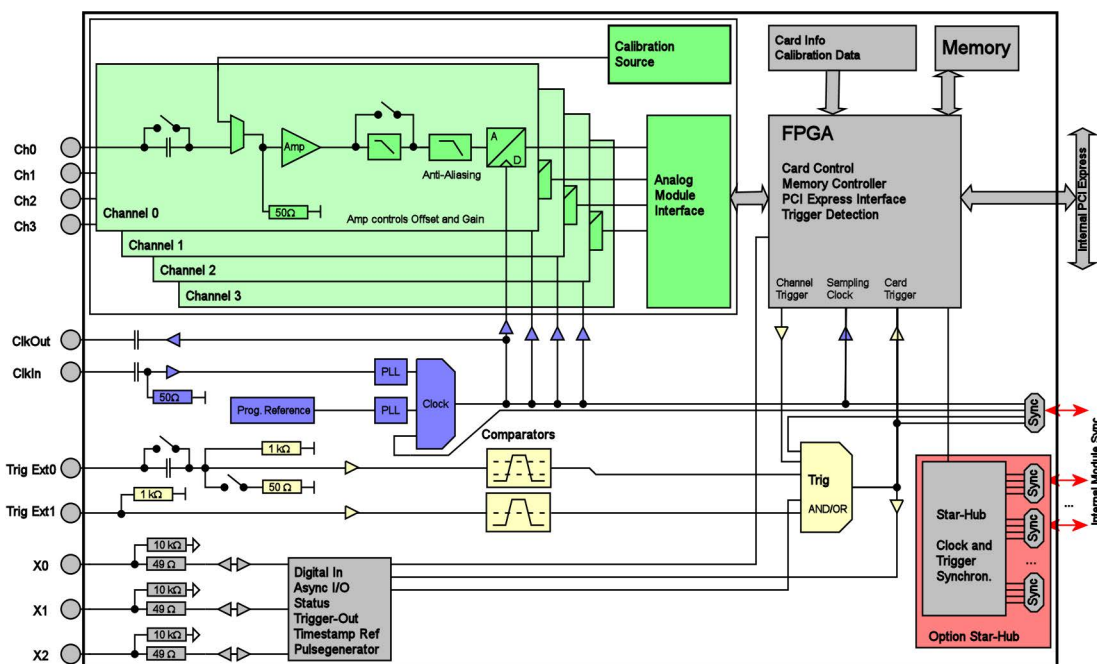 Calibration
Source
Card Info
Calibration Data
Memory
Ch0
Ch1
Ch2
Ch3
Amp
A
D
Anti-Aliasing
50Ω
Amp controls Offset and Gain
Channel 0
Channel 1
Channel 2
Channel 3
Analog
Module
Interface
FPGA
Card Control
Memory Controller
PCI Express Interface
Trigger Detection
Channel
Trigger
Sampling
Clock
Card
Trigger
Internal PCI Express
ClkOut
ClkIn
50Ω
PLL
Prog. Reference
PLL
Clock
Sync
Internal Module Sync
Comparators
Trig Ext0
1 kΩ
50 Ω
Trig Ext1
1 kΩ
Trig
AND/OR
Star-Hub
Clock and
Trigger
Synchron.
Sync
Sync
...
Sync
...
Option Star-Hub
X0
10 kΩ
49 Ω
X1
10 kΩ
49 Ω
X2
10 kΩ
49 Ω
Digital In
Async I/O
Status
Trigger-Out
Timestamp Ref
Pulsegenerator